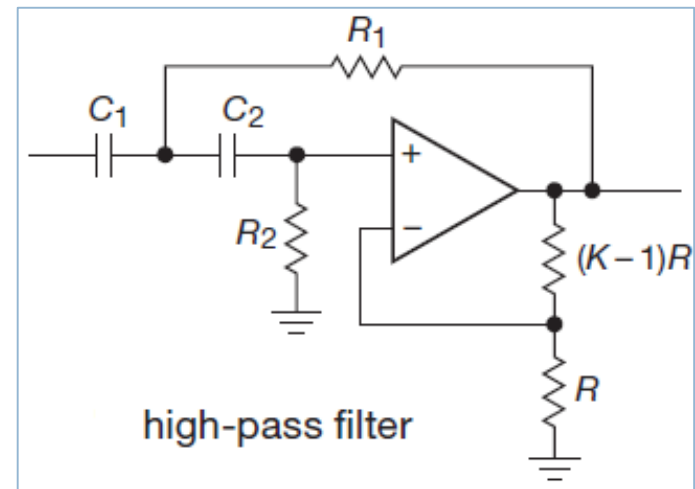 R1
C1
C2
+
R2
−
(K − 1)R
R
high-pass filter